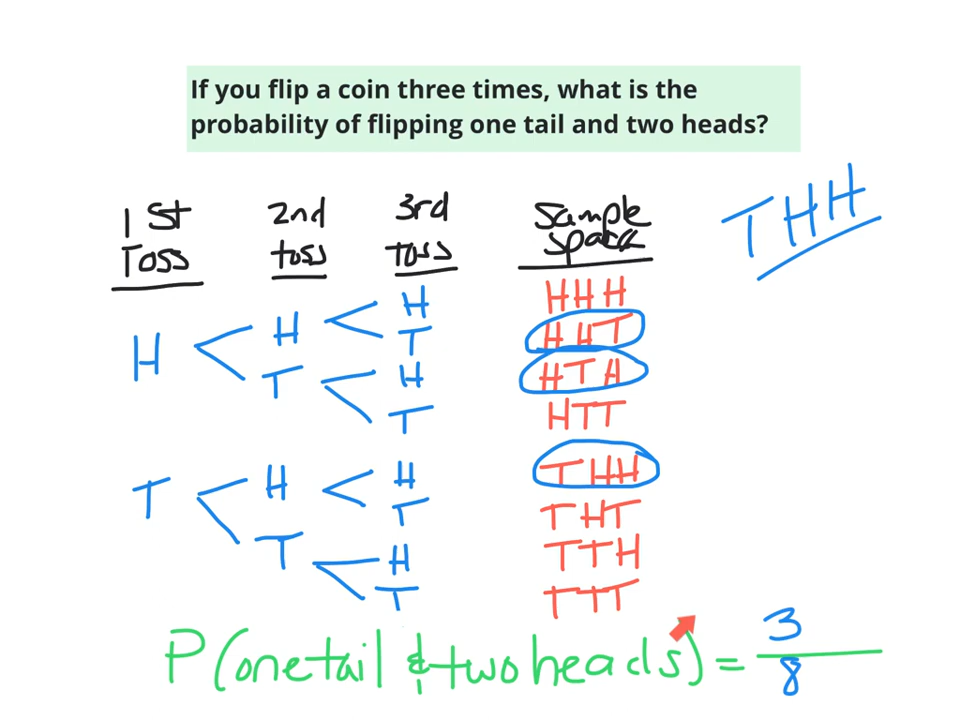 If you flip a coin three times, what is the
probability of flipping one tail and two heads?
1st Toss
2nd toss
3rd toss
Sample space
THH
H H H
T
T H
T
T H H
T
T H
T
HHH
HHT
HTH
HTT
THH
THT
TTH
TTT
P(one tail & two heads) = 3/8